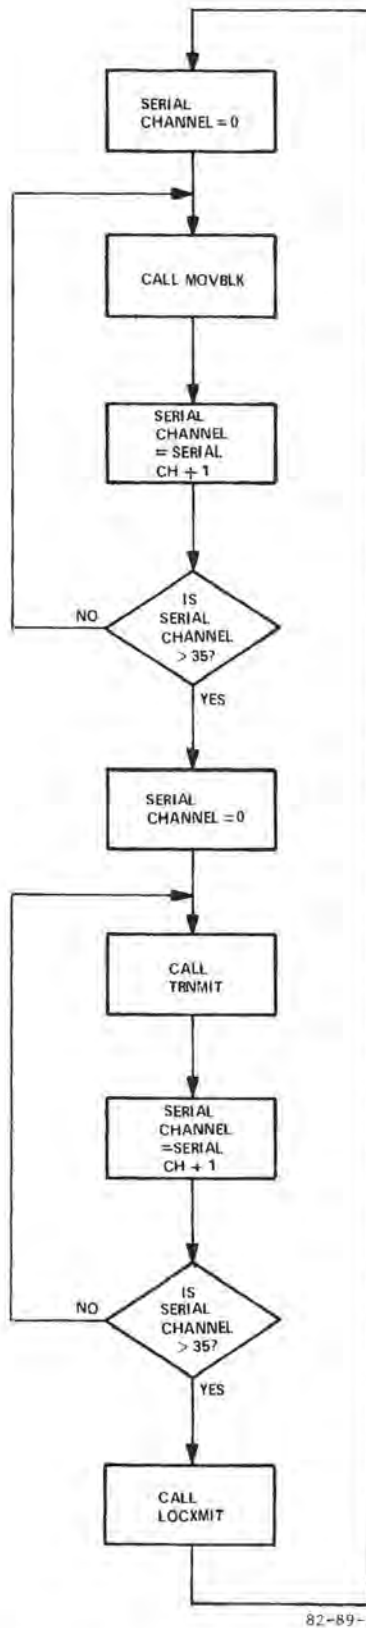 SERIAL
CHANNEL = 0
CALL MOVBLK
SERIAL
CHANNEL
= SERIAL
CH + 1
IS
SERIAL
CHANNEL
> 35?
NO
YES
SERIAL
CHANNEL = 0
CALL
TRNMIT
SERIAL
CHANNEL
=SERIAL
CH + 1
IS
SERIAL
CHANNEL
> 35?
NO
YES
CALL
LOCXMIT
82-89-